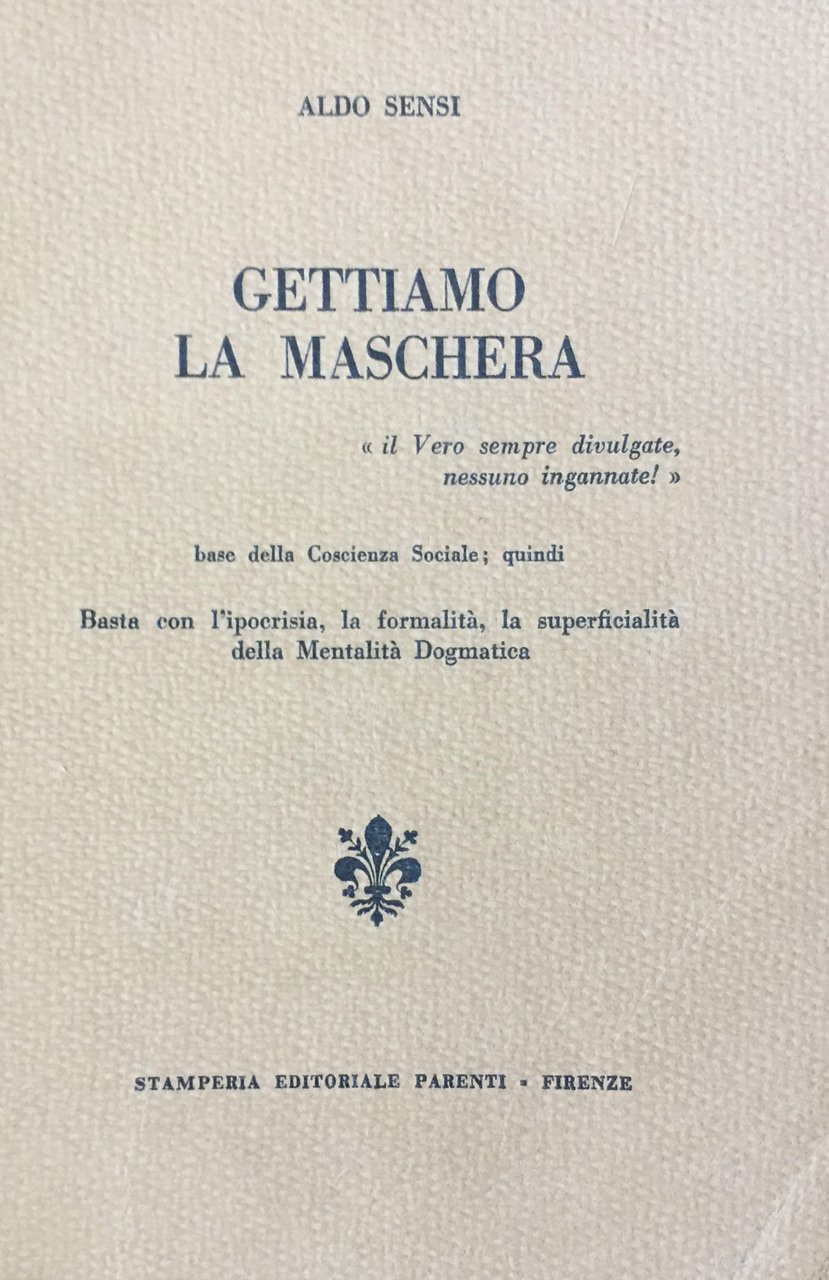 ALDO SENSI
GETTIAMO
LA MASCHERA
« il Vero sempre divulgate,
nessuno ingannate! »
base della Coscienza Sociale; quindi
Basta con l'ipocrisia, la formalità, la superficialità
della Mentalità Dogmatica
STAMPERIA EDITORIALE PARENTI - FIRENZE